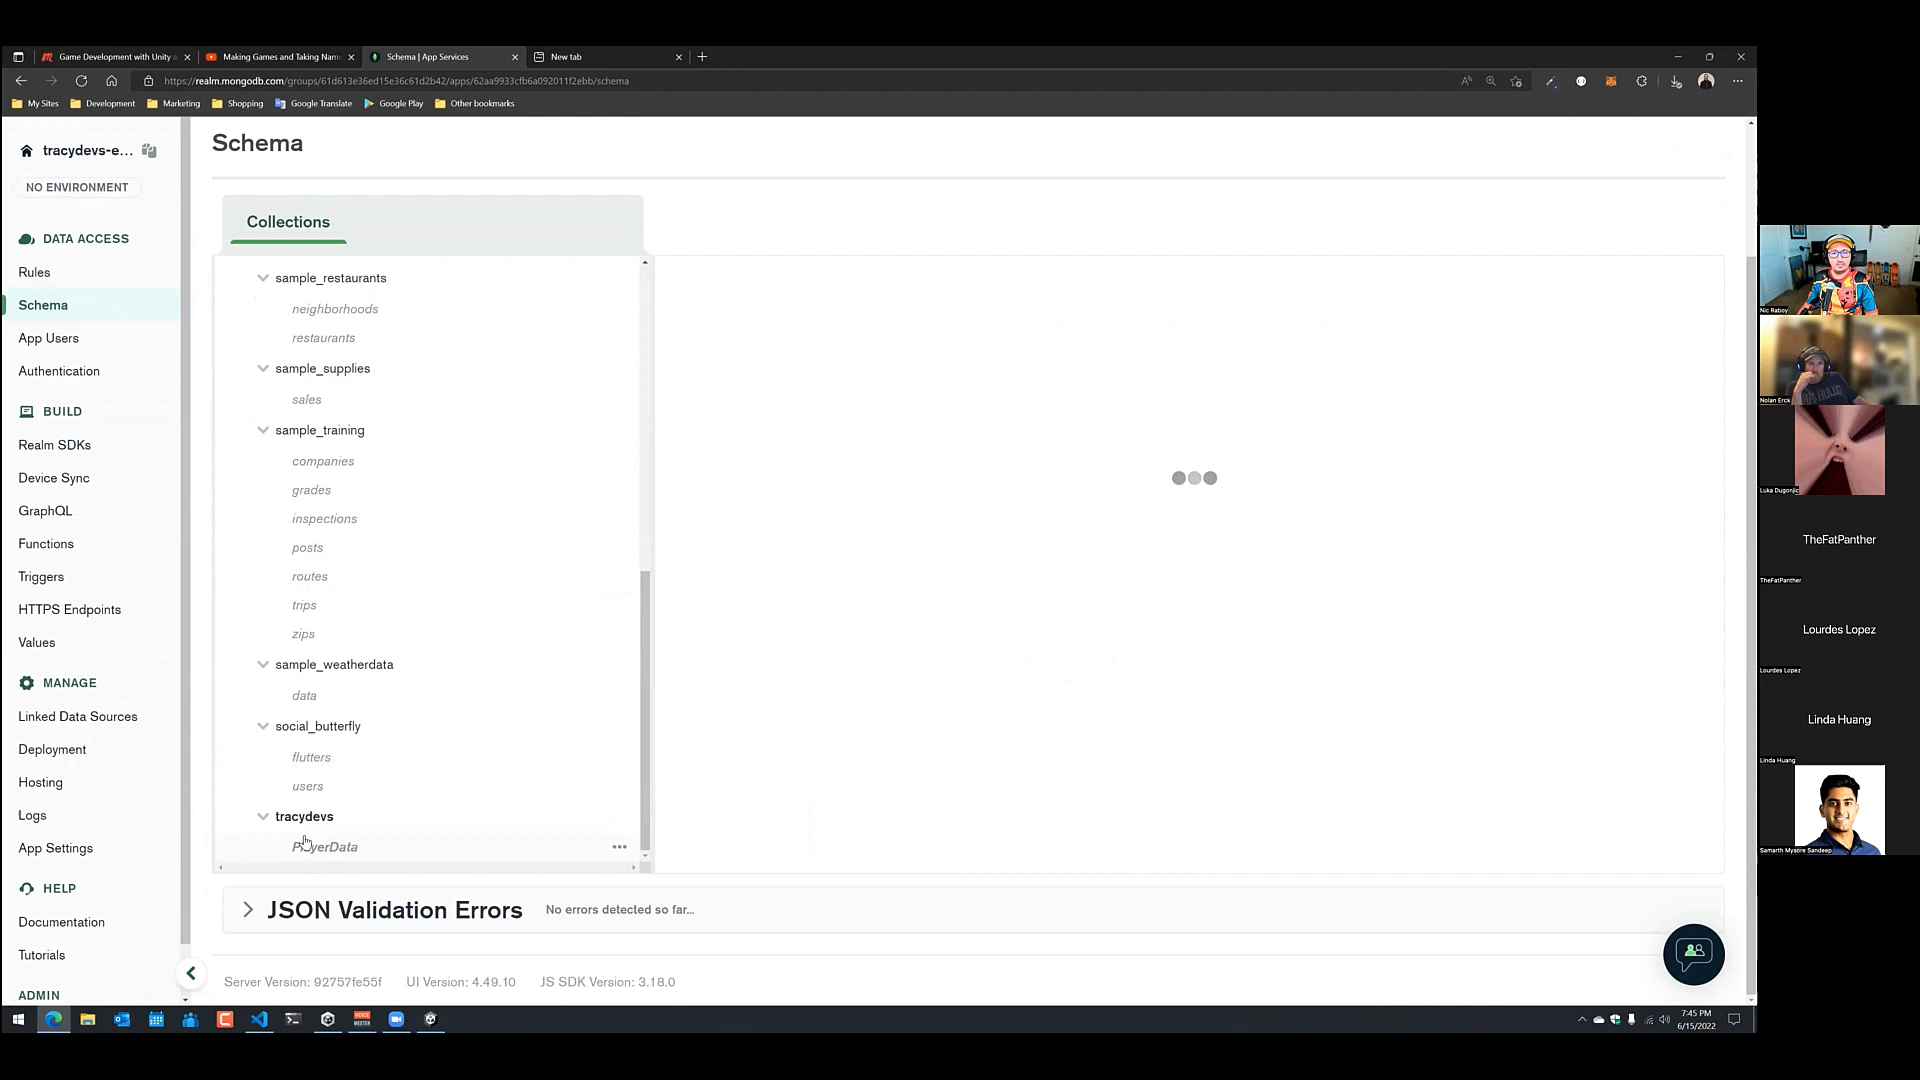 Game Development with Unity a
Making Games and Taking Nam
Schema | App Services
New tab
https://realm.mongodb.com/groups/61d613e36ed15e36c61d2b42/apps/62aa9933cfb6a092011f2ebb/schema
My Sites
Development
Marketing
Shopping
Google Translate
Google Play
Other bookmarks
tracydevs-e...
NO ENVIRONMENT
DATA ACCESS
Rules
Schema
App Users
Authentication
BUILD
Realm SDKs
Device Sync
GraphQL
Functions
Triggers
HTTPS Endpoints
Values
MANAGE
Linked Data Sources
Deployment
Hosting
Logs
App Settings
HELP
Documentation
Tutorials
ADMIN
Schema
Collections
sample_restaurants
neighborhoods
restaurants
sample_supplies
sales
sample_training
companies
grades
inspections
posts
routes
trips
zips
sample_weatherdata
data
social_butterfly
flutters
users
tracydevs
PlayerData
JSON Validation Errors
No errors detected so far...
Server Version: 92757fe55f
UI Version: 4.49.10
JS SDK Version: 3.18.0
7:45 PM
6/15/2022
Nic Raboy
Nolan Erck
Luka Dugonjic
TheFatPanther
TheFatPanther
Lourdes Lopez
Lourdes Lopez
Linda Huang
Linda Huang
Samarth Mysore Sandeep